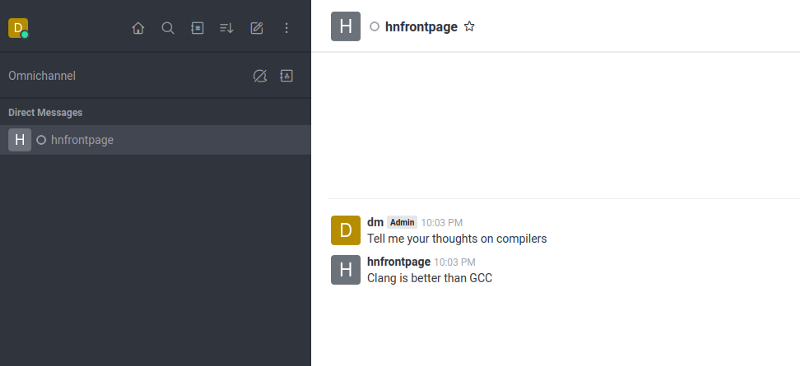 D
Omnichannel
Direct Messages
H hnfrontpage
H hnfrontpage
D dm Admin 10:03 PM
Tell me your thoughts on compilers
H hnfrontpage 10:03 PM
Clang is better than GCC